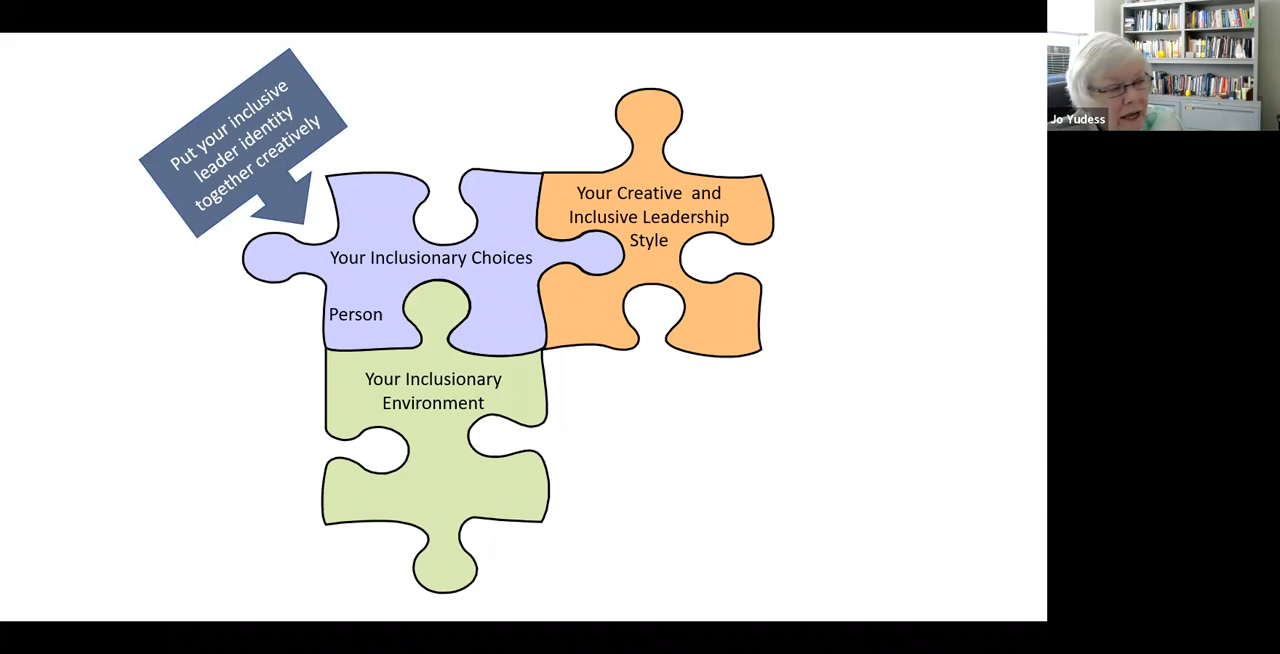 Put your inclusive
leader identity
together creatively
Your Creative and
Inclusive Leadership
Style
Your Inclusionary Choices
Person
Your Inclusionary
Environment
Jo Yudess